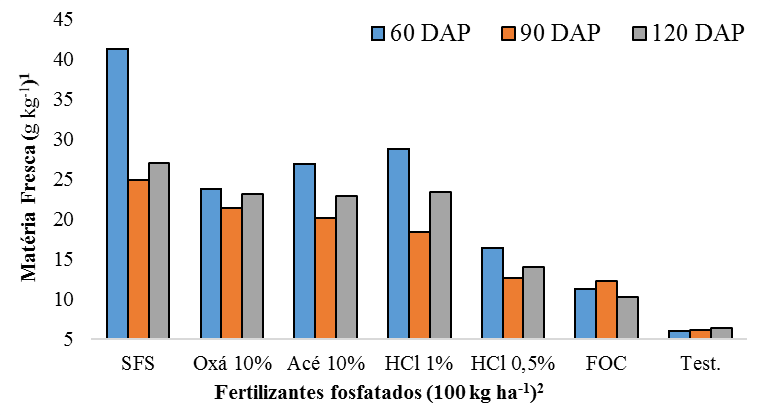 45
40
35
30
25
20
15
10
5
Matéria Fresca (g kg⁻¹)¹
60 DAP 90 DAP 120 DAP
SFS Oxá 10% Acé 10% HCl 1% HCl 0,5% FOC Test.
Fertilizantes fosfatados (100 kg ha⁻¹)²